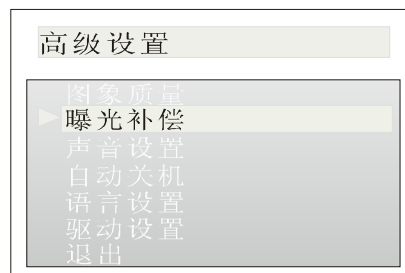 高级设置
图象质量
曝光补偿
声音设置
自动关机
语言设置
驱动设置
退出